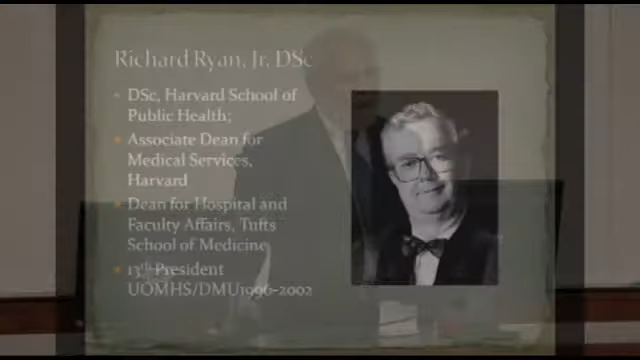 Richard Ryan, Jr. DSc
DSc, Harvard School of
Public Health;
Associate Dean for
Medical Services,
Harvard
Dean for Hospital and
Faculty Affairs, Tufts
School of Medicine
13th President
UOMHS/DMU1996-2002